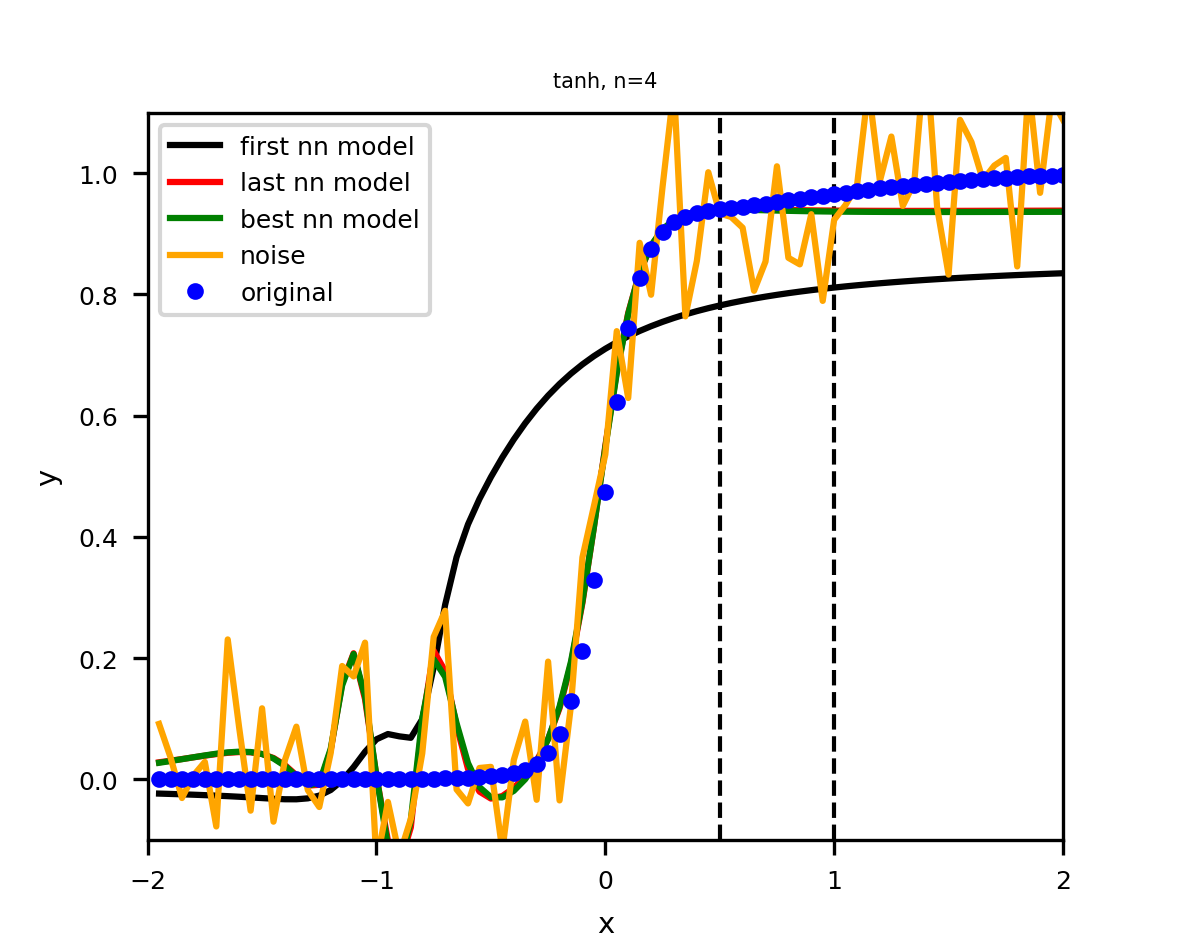 tanh, n=4
first nn model
last nn model
best nn model
noise
original
1.0
0.8
0.6
0.4
0.2
0.0
y
−2
−1
0
1
2
x